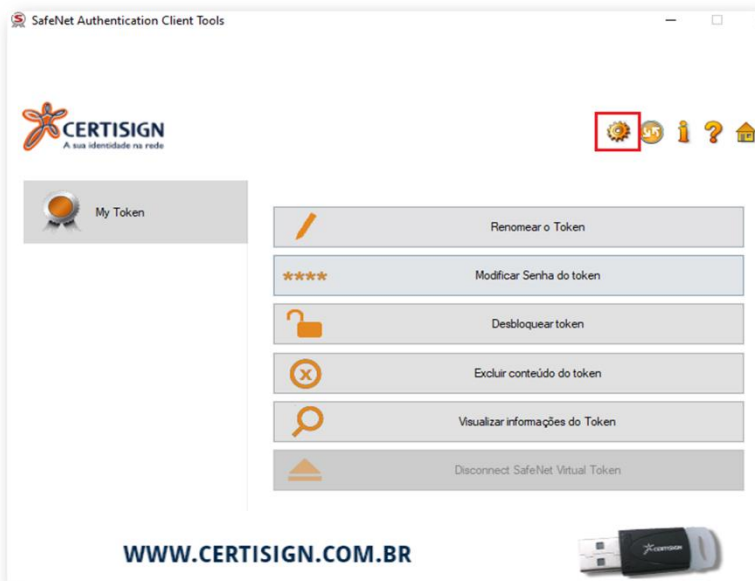 SafeNet Authentication Client Tools
CERTISIGN
A sua identidade na rede
My Token
Renomear o Token
****
Modificar Senha do token
Desbloquear token
Excluir conteúdo do token
Visualizar informações do Token
Disconnect SafeNet Virtual Token
WWW.CERTISIGN.COM.BR
CERTISIGN